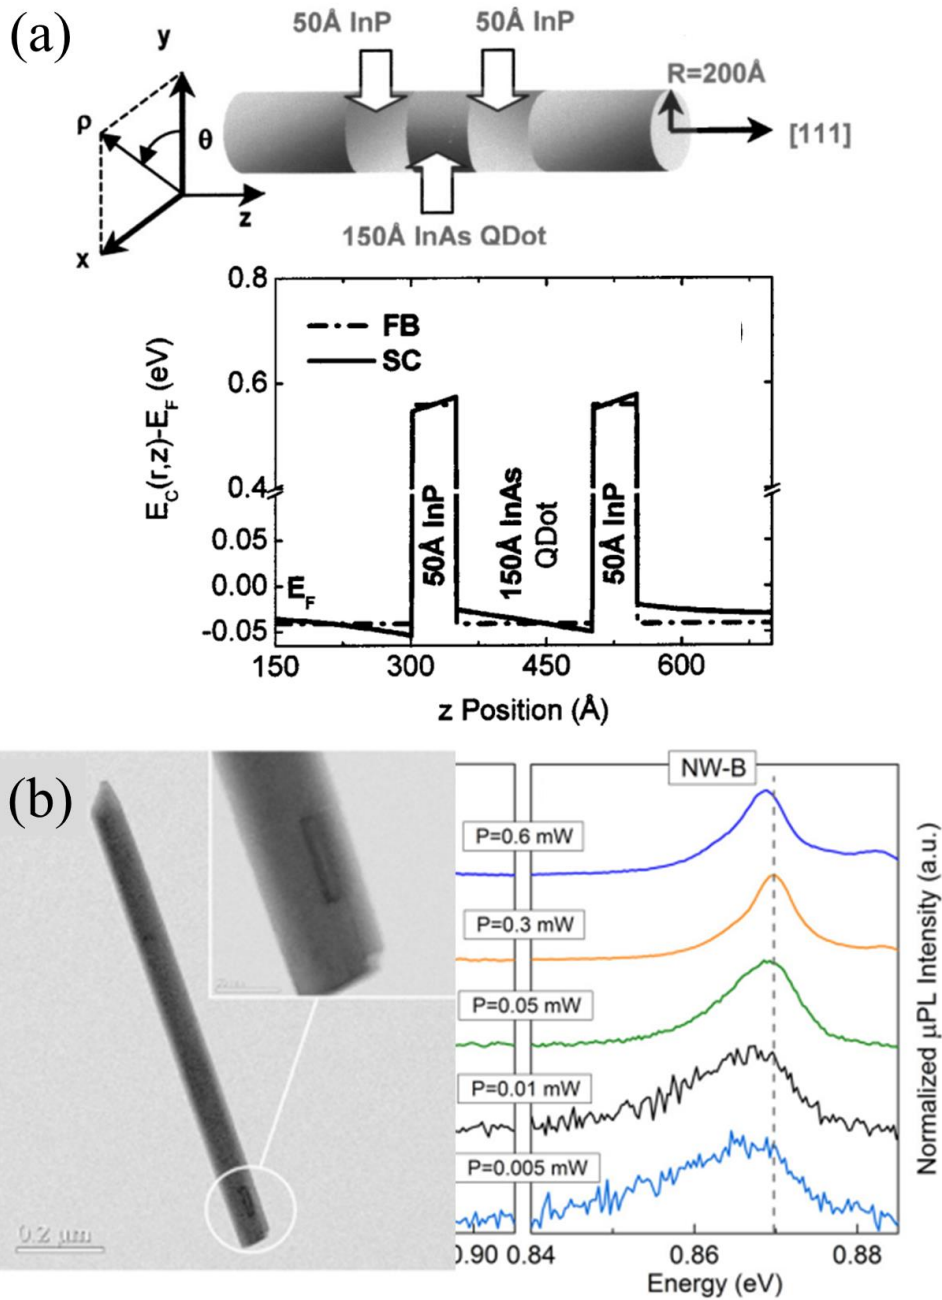 (a)
50Å InP
50Å InP
y
ρ
θ
z
x
R=200Å
[111]
150Å InAs QDot
E_C(r,z)-E_F (eV)
0.8
0.6
0.4
0.05
0.00
-0.05
FB
SC
E_F
50Å InP
150Å InAs
QDot
50Å InP
150
300
450
600
z Position (Å)
(b)
0.2 µm
NW-B
P=0.6 mW
P=0.3 mW
P=0.05 mW
P=0.01 mW
P=0.005 mW
0.90
0.84
0.86
0.88
Energy (eV)
Normalized µPL Intensity (a.u.)